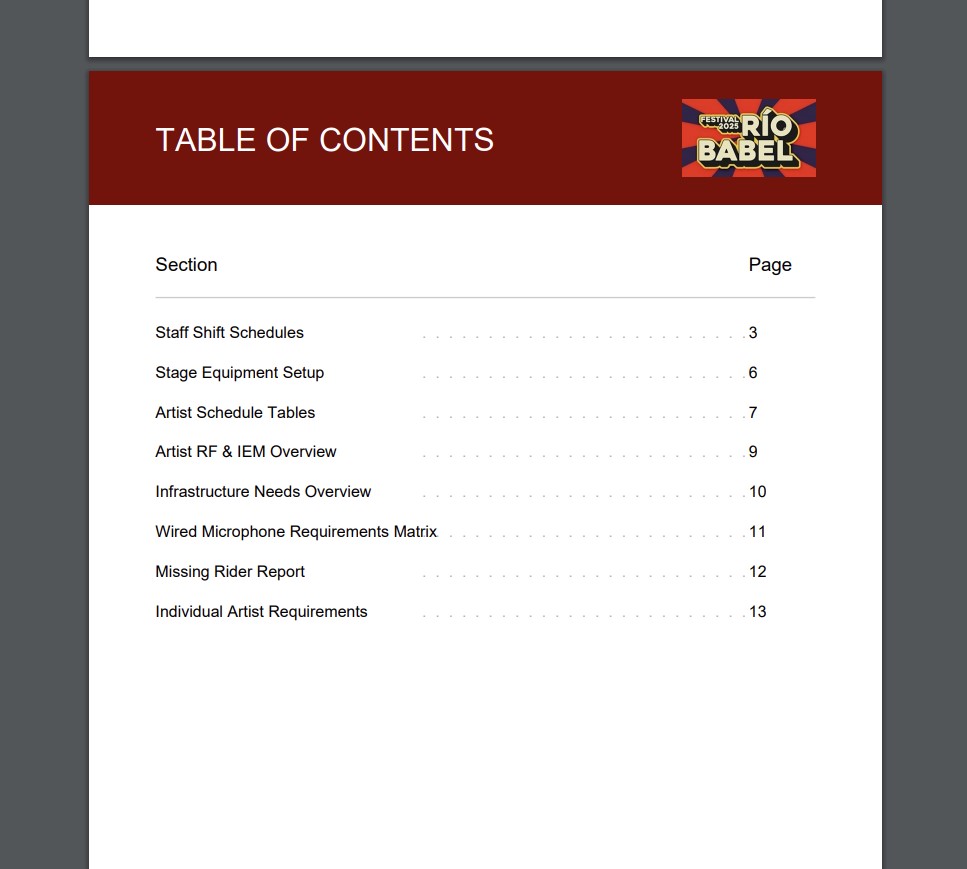 TABLE OF CONTENTS
FESTIVAL
2025
RÍO
BABEL
Section Page
Staff Shift Schedules . . . . . . . . . . . . . . . . . . . . . . . . . 3
Stage Equipment Setup . . . . . . . . . . . . . . . . . . . . . . . . . 6
Artist Schedule Tables . . . . . . . . . . . . . . . . . . . . . . . . . 7
Artist RF & IEM Overview . . . . . . . . . . . . . . . . . . . . . . . . . 9
Infrastructure Needs Overview . . . . . . . . . . . . . . . . . . . . . . . . . 10
Wired Microphone Requirements Matrix . . . . . . . . . . . . . . . . . . . . . . . 11
Missing Rider Report . . . . . . . . . . . . . . . . . . . . . . . . . 12
Individual Artist Requirements . . . . . . . . . . . . . . . . . . . . . . . . . 13